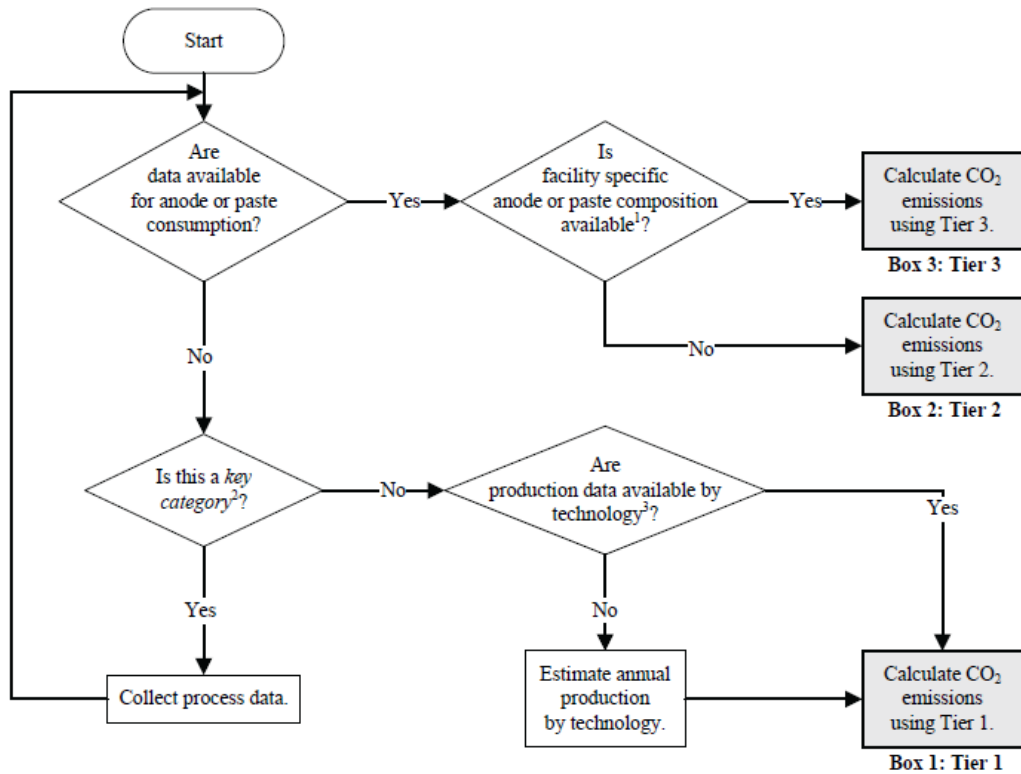 Start
Are
data available
for anode or paste
consumption?
Yes
Is
facility specific
anode or paste composition
available¹?
Yes
Calculate CO₂
emissions
using Tier 3.
Box 3: Tier 3
No
Calculate CO₂
emissions
using Tier 2.
Box 2: Tier 2
No
Is this a key
category²?
No
Are
production data available by
technology³?
Yes
Yes
No
Collect process data.
Estimate annual
production
by technology.
Calculate CO₂
emissions
using Tier 1.
Box 1: Tier 1